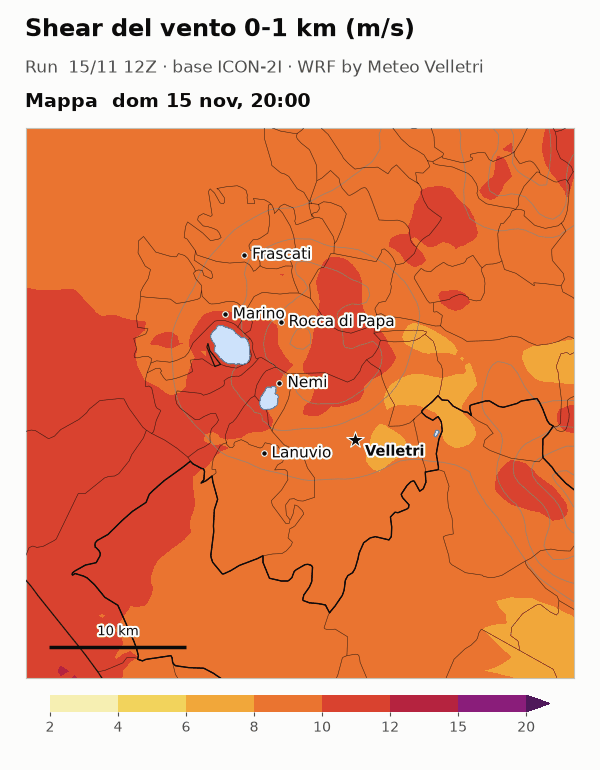 Shear del vento 0-1 km (m/s)
Run  15/11 12Z · base ICON-2I · WRF by Meteo Velletri
Mappa  dom 15 nov, 20:00
Frascati
Marino
Rocca di Papa
Nemi
Velletri
Lanuvio
10 km
2 4 6 8 10 12 15 20